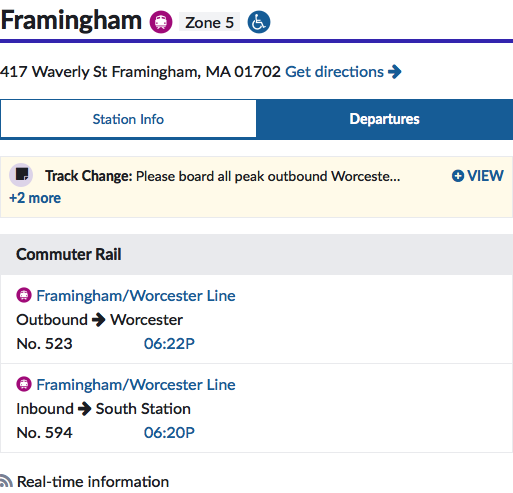 Framingham Zone 5
417 Waverly St Framingham, MA 01702 Get directions
Station Info Departures
Track Change: Please board all peak outbound Worceste... VIEW
+2 more
Commuter Rail
Framingham/Worcester Line
Outbound Worcester
No. 523 06:22P
Framingham/Worcester Line
Inbound South Station
No. 594 06:20P
Real-time information